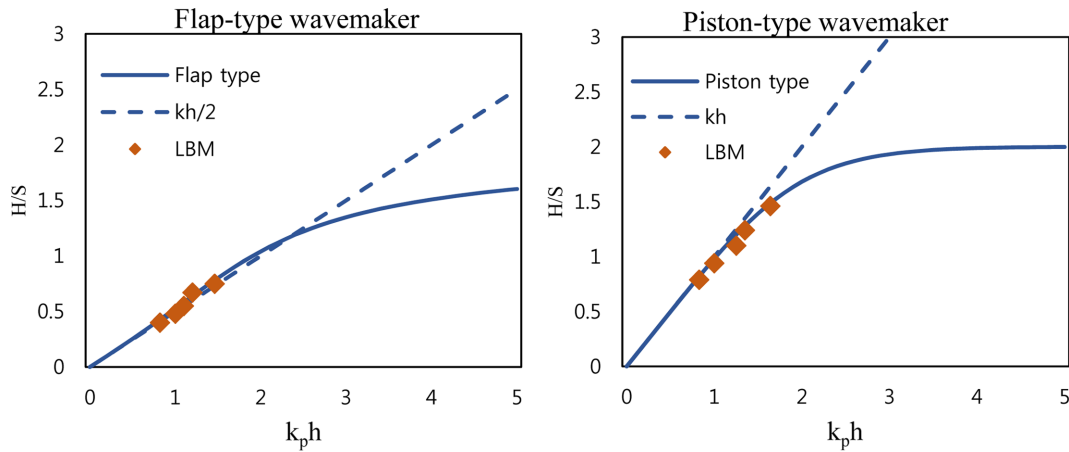 Flap-type wavemaker
3
2.5
2
1.5
1
0.5
0
H/S
Flap type
kh/2
LBM
0 1 2 3 4 5
kₚh
Piston-type wavemaker
3
2.5
2
1.5
1
0.5
0
H/S
Piston type
kh
LBM
0 1 2 3 4 5
kₚh